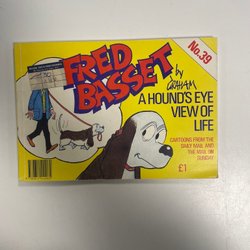 No. 39
FRED
BASSET
by
GRAHAM
A HOUND'S EYE
VIEW OF
LIFE
CARTOONS FROM THE
DAILY MAIL AND
THE MAIL ON
SUNDAY
£1